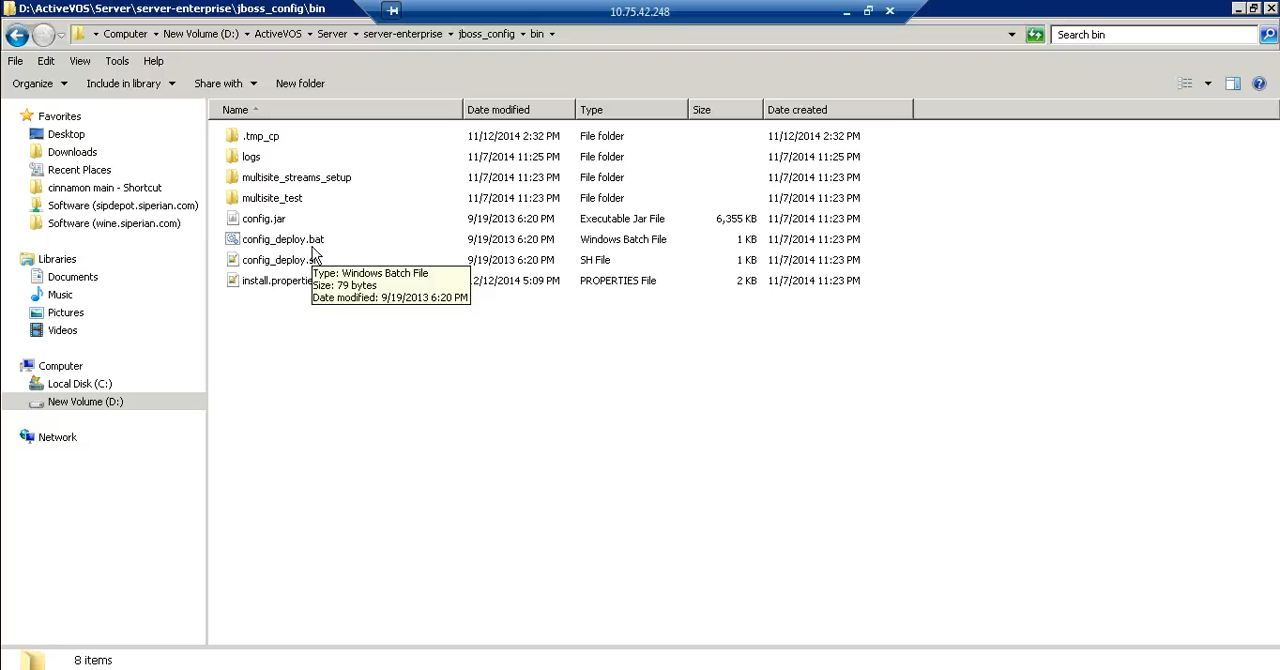 D:\ActiveVOS\Server\server-enterprise\jboss_config\bin
10.75.42.248
Computer New Volume (D:) ActiveVOS Server server-enterprise jboss_config bin
Search bin
File Edit View Tools Help
Organize Include in library Share with New folder
Name Date modified Type Size Date created
Favorites
Desktop
Downloads
Recent Places
cinnamon main - Shortcut
Software (sipdepot.siperian.com)
Software (wine.siperian.com)
Libraries
Documents
Music
Pictures
Videos
Computer
Local Disk (C:)
New Volume (D:)
Network
.tmp_cp 11/12/2014 2:32 PM File folder 11/12/2014 2:32 PM
logs 11/7/2014 11:25 PM File folder 11/7/2014 11:25 PM
multisite_streams_setup 11/7/2014 11:23 PM File folder 11/7/2014 11:23 PM
multisite_test 11/7/2014 11:23 PM File folder 11/7/2014 11:23 PM
config.jar 9/19/2013 6:20 PM Executable Jar File 6,355 KB 11/7/2014 11:23 PM
config_deploy.bat 9/19/2013 6:20 PM Windows Batch File 1 KB 11/7/2014 11:23 PM
config_deploy.s 9/19/2013 6:20 PM SH File 1 KB 11/7/2014 11:23 PM
install.propertie 2/12/2014 5:09 PM PROPERTIES File 2 KB 11/7/2014 11:23 PM
Type: Windows Batch File
Size: 79 bytes
Date modified: 9/19/2013 6:20 PM
8 items